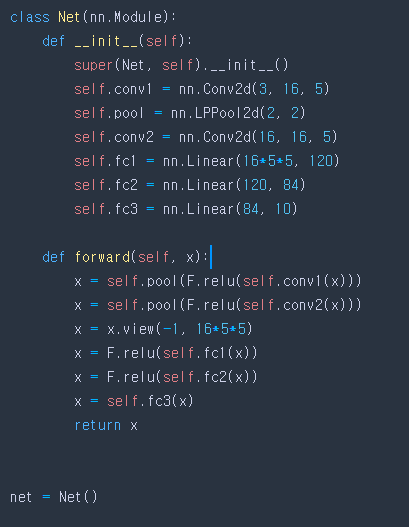 class Net(nn.Module):
    def __init__(self):
        super(Net, self).__init__()
        self.conv1 = nn.Conv2d(3, 16, 5)
        self.pool = nn.LPPool2d(2, 2)
        self.conv2 = nn.Conv2d(16, 16, 5)
        self.fc1 = nn.Linear(16*5*5, 120)
        self.fc2 = nn.Linear(120, 84)
        self.fc3 = nn.Linear(84, 10)

    def forward(self, x):
        x = self.pool(F.relu(self.conv1(x)))
        x = self.pool(F.relu(self.conv2(x)))
        x = x.view(-1, 16*5*5)
        x = F.relu(self.fc1(x))
        x = F.relu(self.fc2(x))
        x = self.fc3(x)
        return x

net = Net()